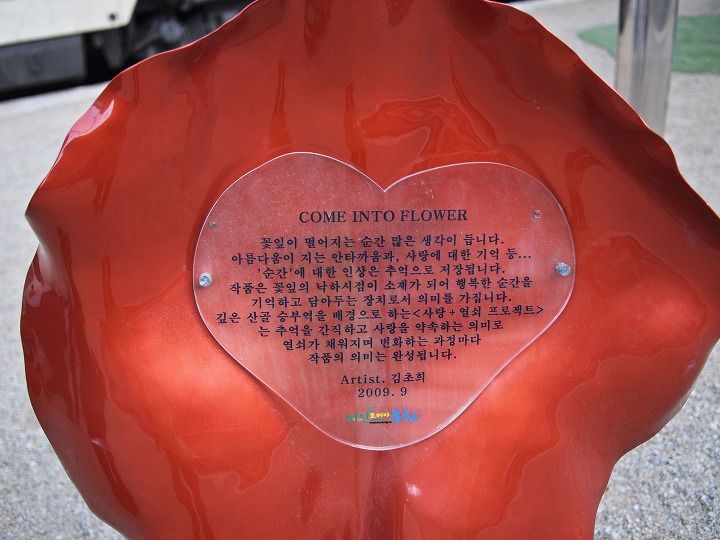 COME INTO FLOWER
꽃잎이 떨어지는 순간 많은 생각이 듭니다.
아름다움이 지는 안타까움과, 사랑에 대한 기억 등...
'순간'에 대한 인상은 추억으로 저장됩니다.
작품은 꽃잎의 낙하시점이 소재가 되어 행복한 순간을
기억하고 담아두는 장치로서 의미를 가집니다.
깊은 산골 승부역을 배경으로 하는<사랑+열쇠 프로젝트>
는 추억을 간직하고 사랑을 약속하는 의미로
열쇠가 채워지며 변화하는 과정마다
작품의 의미는 완성됩니다.
Artist. 김초희
2009. 9